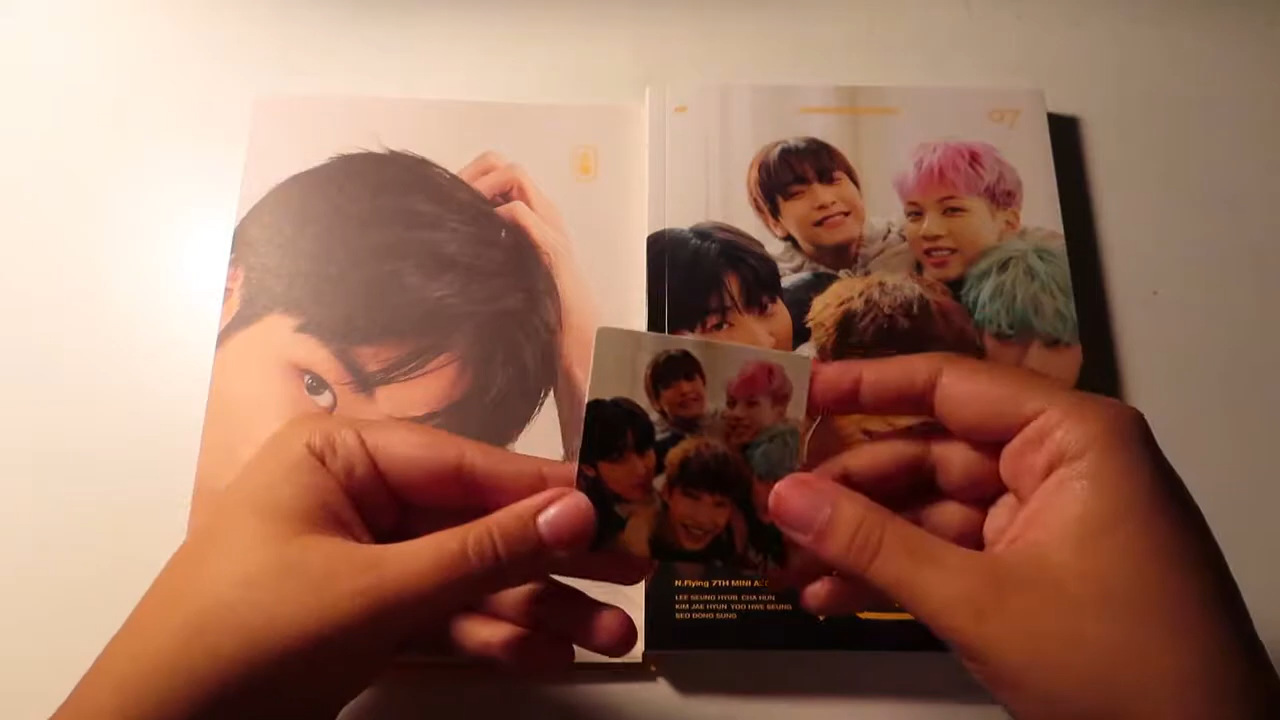 07
N.Flying 7TH MINI A
LEE SEUNG HYUB CHA HUN
KIM JAE HYUN YOO HWE SEUNG
SEO DONG SUNG